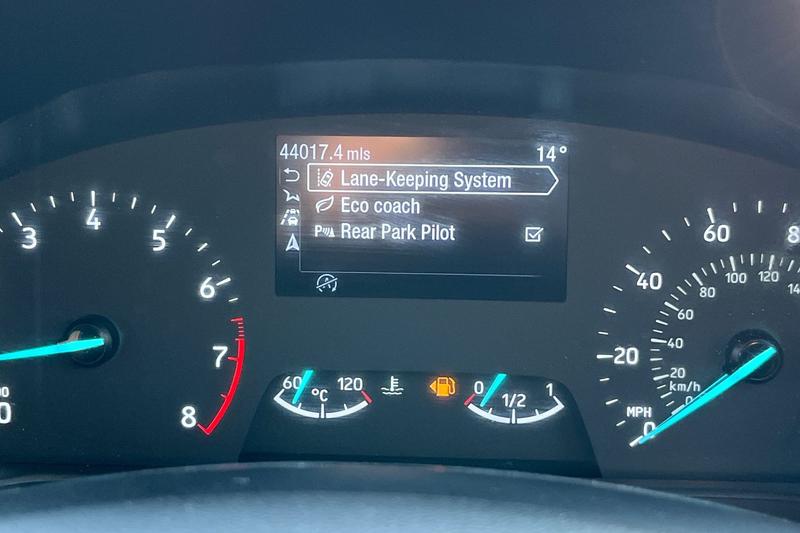 44017.4 mls 14°
Lane-Keeping System
Eco coach
Rear Park Pilot
P
A
3 4 5 6 7 8
60 °C 120
0 1/2 1
MPH 0 20 40 60
km/h 0 20 40 60 80 100 120